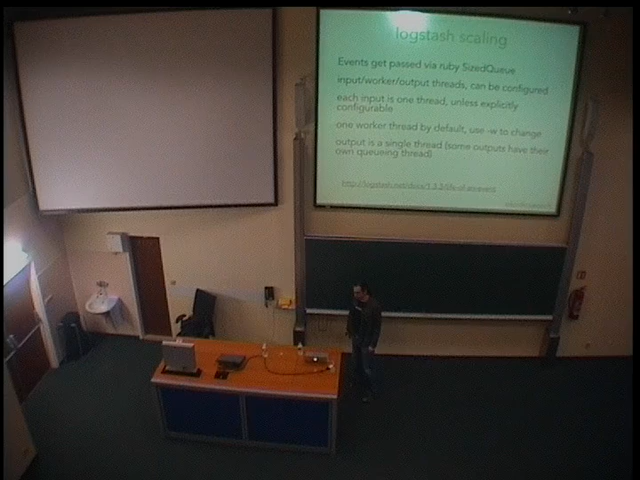 logstash scaling
Events get passed via ruby SizedQueue
input/worker/output threads, can be configured
each input is one thread, unless explicitly
configurable
one worker thread by default, use -w to change
output is a single thread (some outputs have their
own queueing thread)